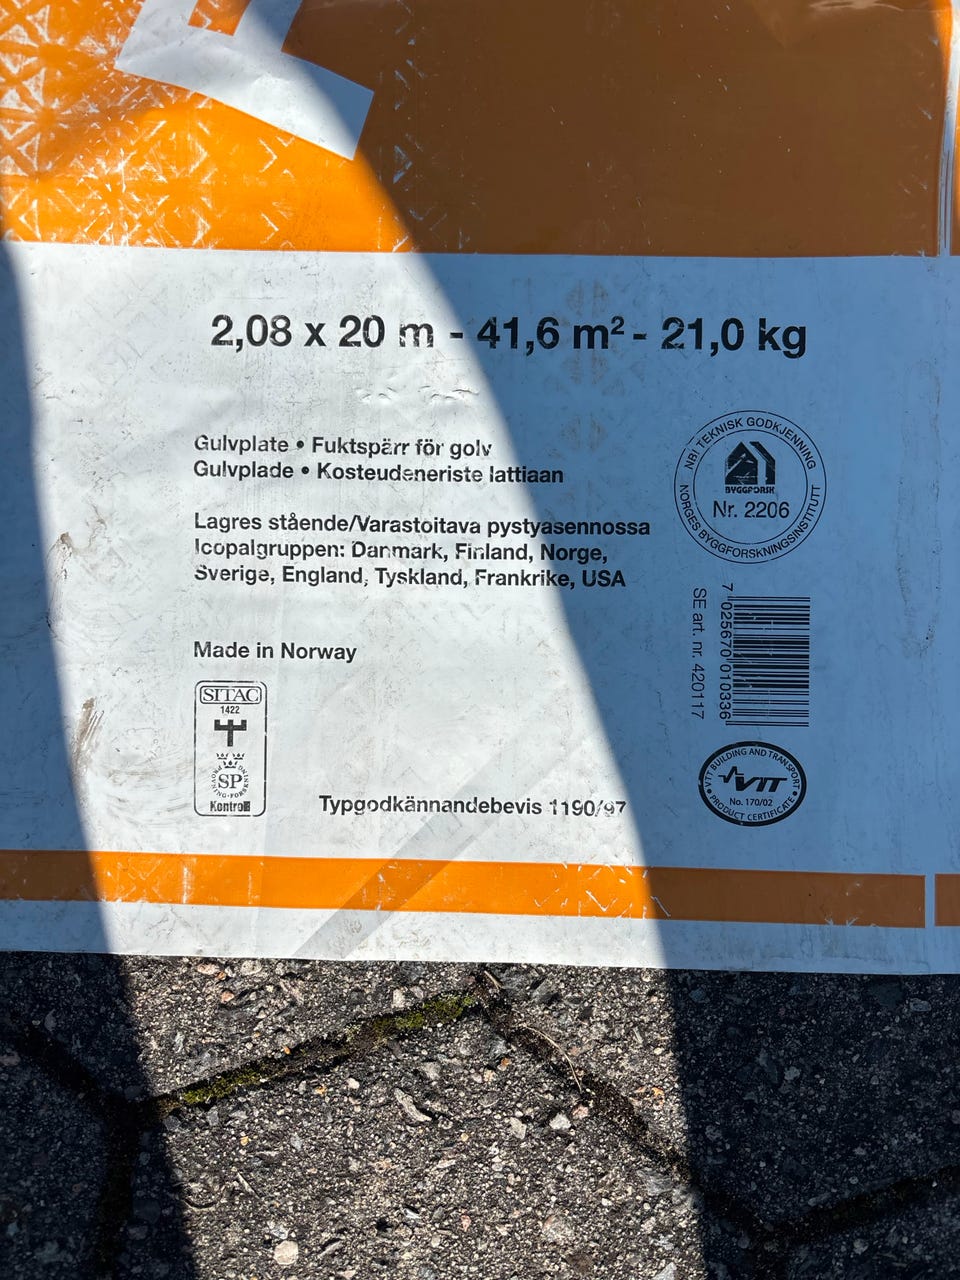 2,08 x 20 m - 41,6 m² - 21,0 kg
Gulvplate • Fuktspärr för golv
Gulvplade • Kosteudeneriste lattiaan
Lagres stående/Varastoitava pystyasennossa
Icopalgruppen: Danmark, Finland, Norge,
Sverige, England, Tyskland, Frankrike, USA
NBI TEKNISK GODKJENNING
BYGGFORSK
Nr. 2206
NORGES BYGGFORSKNINGSINSTITUTT
7 025670 010336
SE art. nr. 420117
Made in Norway
SITAC
1422
SP
Kontroll
Typgodkännandebevis 1190/97
VTT BUILDING AND TRANSPORT
VTT
No. 170/02
PRODUCT CERTIFICATE